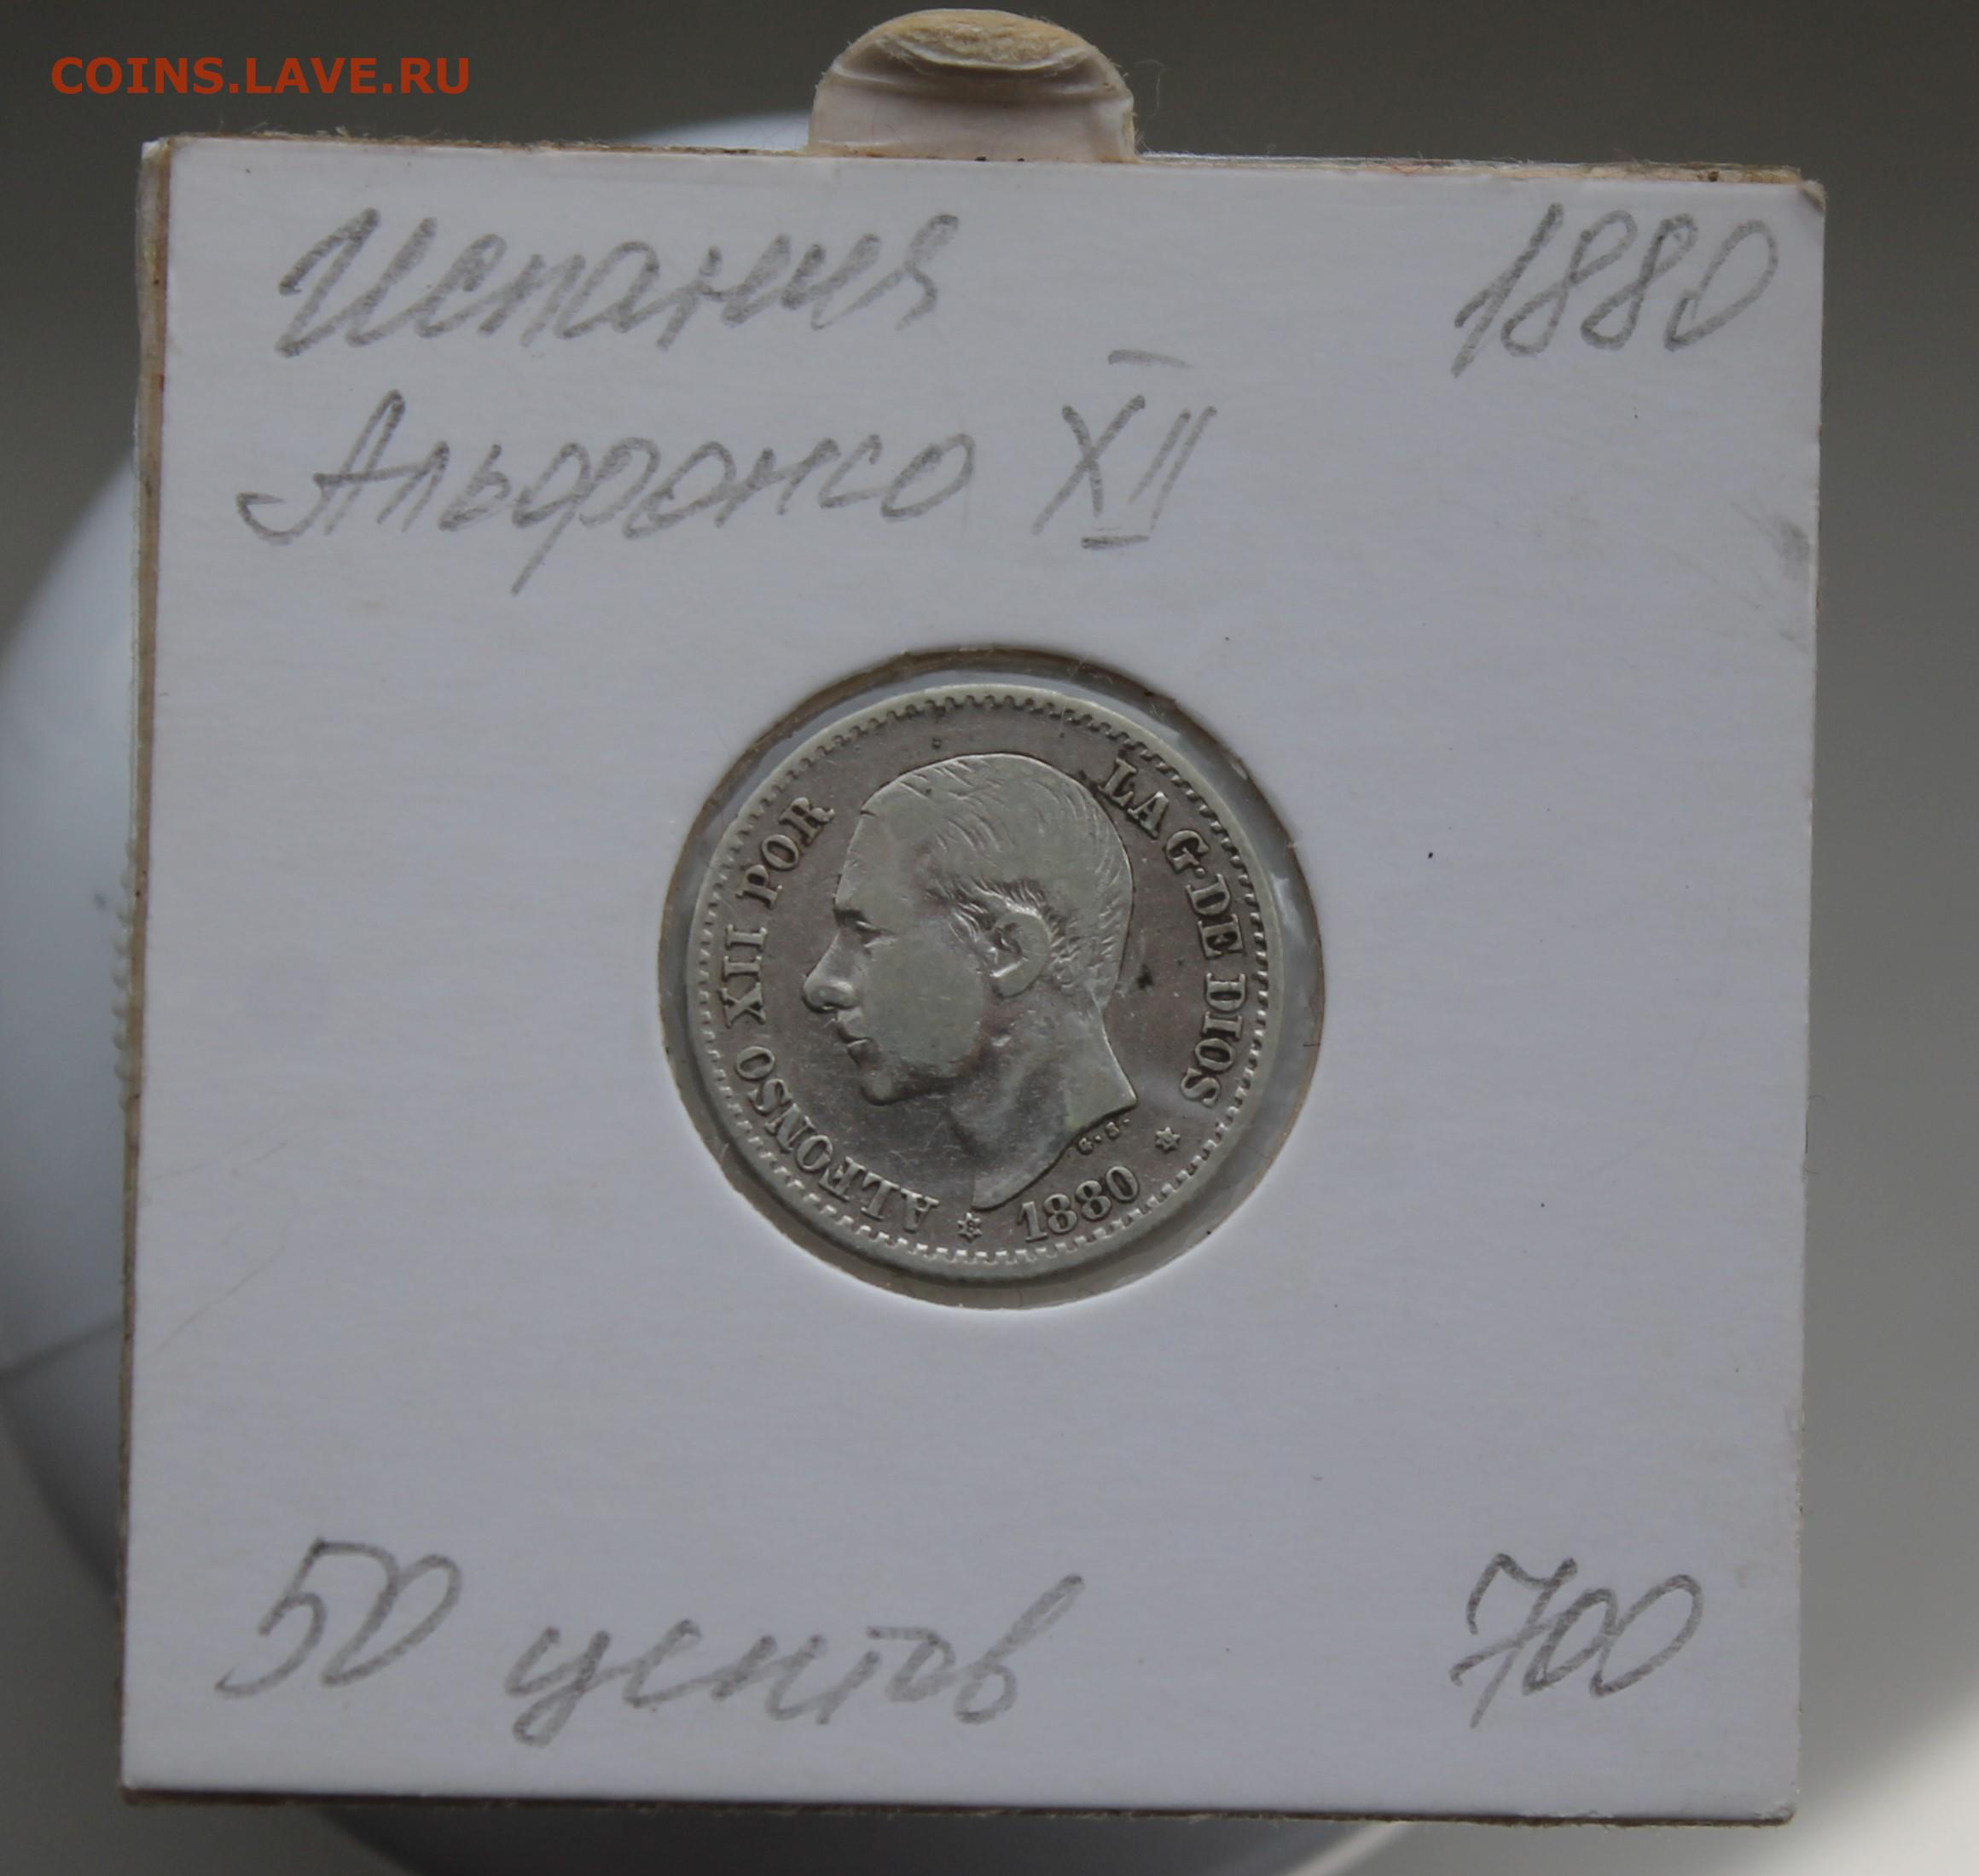 COINS.LAVE.RU
Испания 1880
Альфонсо XII
ALFONSO XII POR LA G. DE DIOS
G. S.
1880
50 центов 700